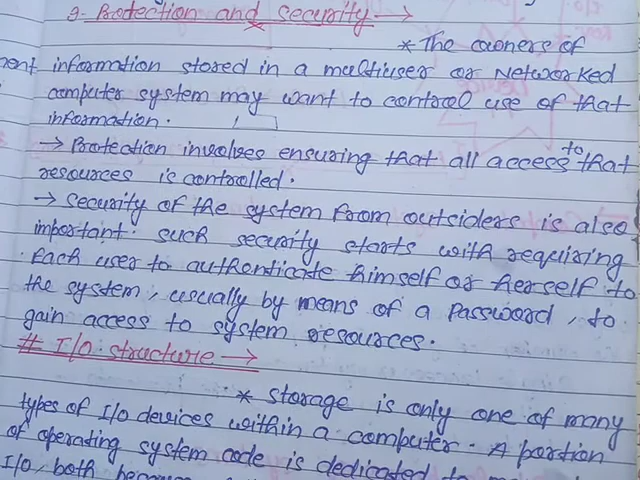 9- Protection and security →
* The owners of
information stored in a multiuser or Networked
computer system may want to control use of that
information.
→ Protection involves ensuring that all access to that
resources is controlled.
→ Security of the system from outsiders is also
important. Such security starts with requiring
Each user to authenticate himself or herself to
the system, usually by means of a Password, to
gain access to system resources.
# I/O structure →
* Storage is only one of many
types of I/O devices within a computer. A portion
of operating system code is dedicated to
I/O, both